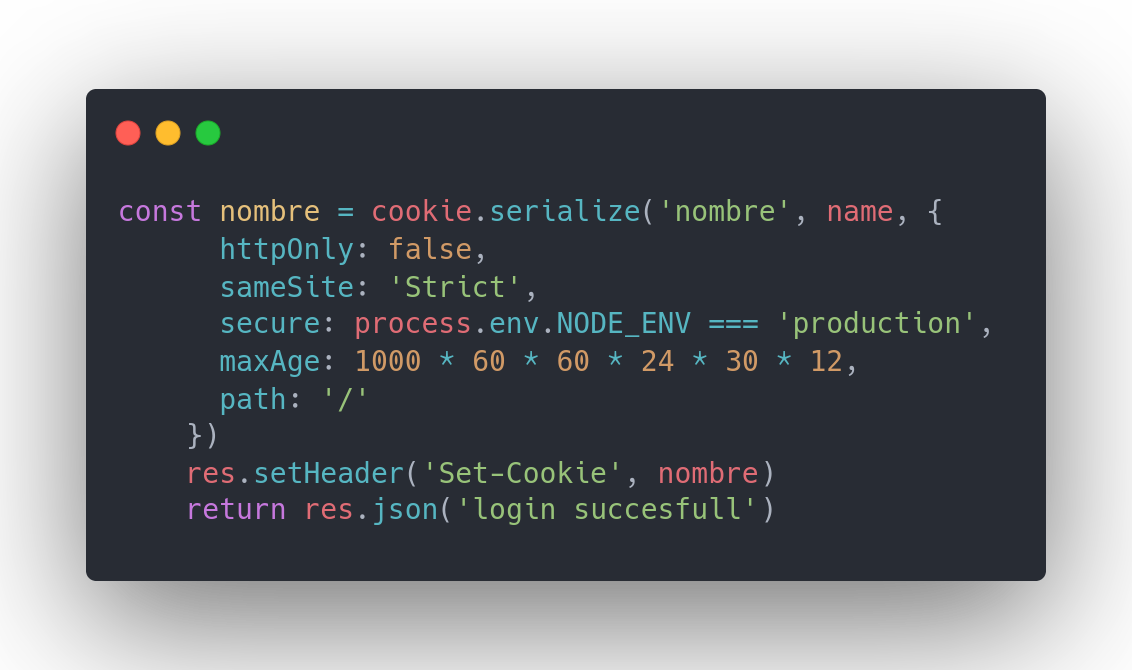 const nombre = cookie.serialize('nombre', name, {
      httpOnly: false,
      sameSite: 'Strict',
      secure: process.env.NODE_ENV === 'production',
      maxAge: 1000 * 60 * 60 * 24 * 30 * 12,
      path: '/'
    })
    res.setHeader('Set-Cookie', nombre)
    return res.json('login succesfull')